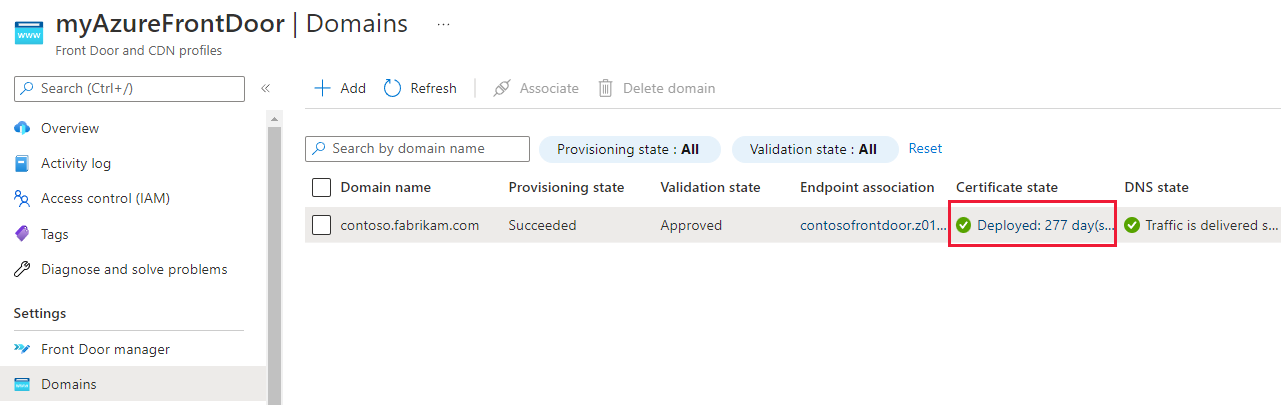 myAzureFrontDoor | Domains ...
Front Door and CDN profiles
Search (Ctrl+/) «
Add Refresh Associate Delete domain
Overview
Activity log
Access control (IAM)
Tags
Diagnose and solve problems
Settings
Front Door manager
Domains
Search by domain name Provisioning state : All Validation state : All Reset
Domain name Provisioning state Validation state Endpoint association Certificate state DNS state
contoso.fabrikam.com Succeeded Approved contosofrontdoor.z01... Deployed: 277 day(s... Traffic is delivered s...
www
www